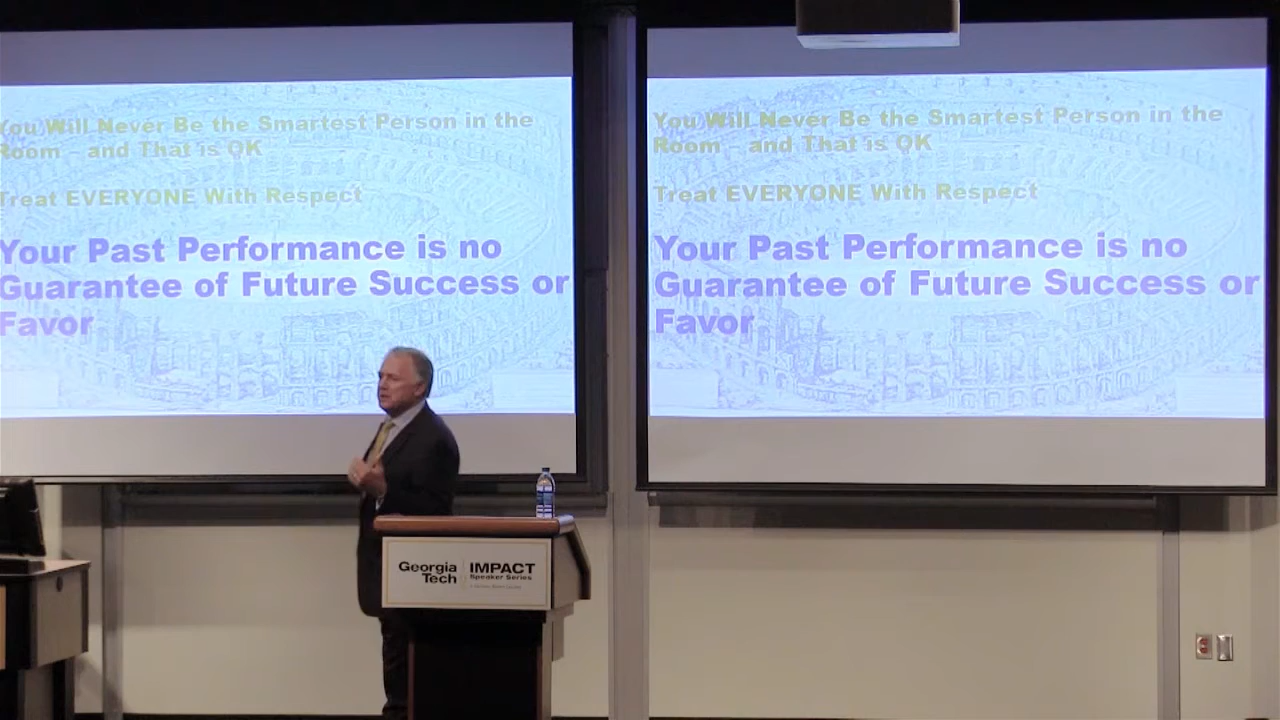 You Will Never Be the Smartest Person in the
Room – and That is OK
Treat EVERYONE With Respect
Your Past Performance is no
Guarantee of Future Success or
Favor
You Will Never Be the Smartest Person in the
Room – and That is OK
Treat EVERYONE With Respect
Your Past Performance is no
Guarantee of Future Success or
Favor
Georgia
Tech
IMPACT
Speaker Series